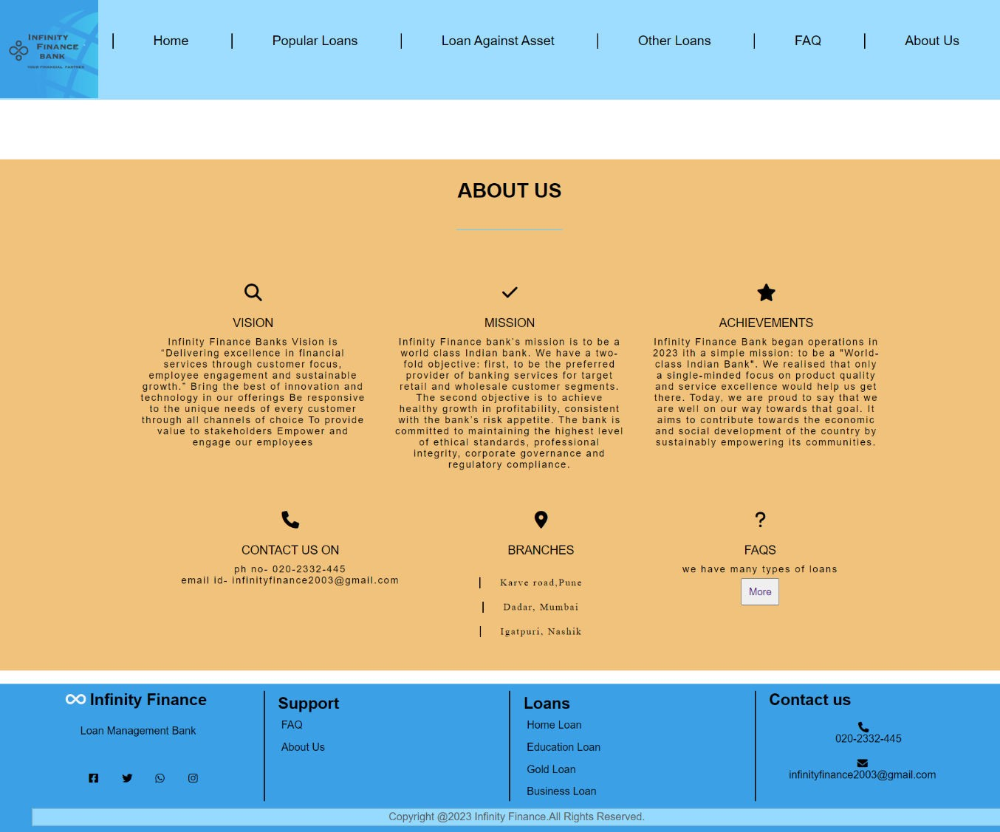 INFINITY
FINANCE
BANK
YOUR FINANCIAL PARTNER
Home
Popular Loans
Loan Against Asset
Other Loans
FAQ
About Us
ABOUT US
VISION
Infinity Finance Banks Vision is
“Delivering excellence in financial
services through customer focus,
employee engagement and sustainable
growth.” Bring the best of innovation and
technology in our offerings Be responsive
to the unique needs of every customer
through all channels of choice To provide
value to stakeholders Empower and
engage our employees
MISSION
Infinity Finance bank’s mission is to be a
world class Indian bank. We have a two-
fold objective: first, to be the preferred
provider of banking services for target
retail and wholesale customer segments.
The second objective is to achieve
healthy growth in profitability, consistent
with the bank’s risk appetite. The bank is
committed to maintaining the highest level
of ethical standards, professional
integrity, corporate governance and
regulatory compliance.
ACHIEVEMENTS
Infinity Finance Bank began operations in
2023 ith a simple mission: to be a "World-
class Indian Bank". We realised that only
a single-minded focus on product quality
and service excellence would help us get
there. Today, we are proud to say that we
are well on our way towards that goal. It
aims to contribute towards the economic
and social development of the country by
sustainably empowering its communities.
CONTACT US ON
ph no- 020-2332-445
email id- infinityfinance2003@gmail.com
BRANCHES
Karve road,Pune
Dadar, Mumbai
Igatpuri, Nashik
FAQS
we have many types of loans
More
Infinity Finance
Loan Management Bank
Support
FAQ
About Us
Loans
Home Loan
Education Loan
Gold Loan
Business Loan
Contact us
020-2332-445
infinityfinance2003@gmail.com
Copyright @2023 Infinity Finance.All Rights Reserved.